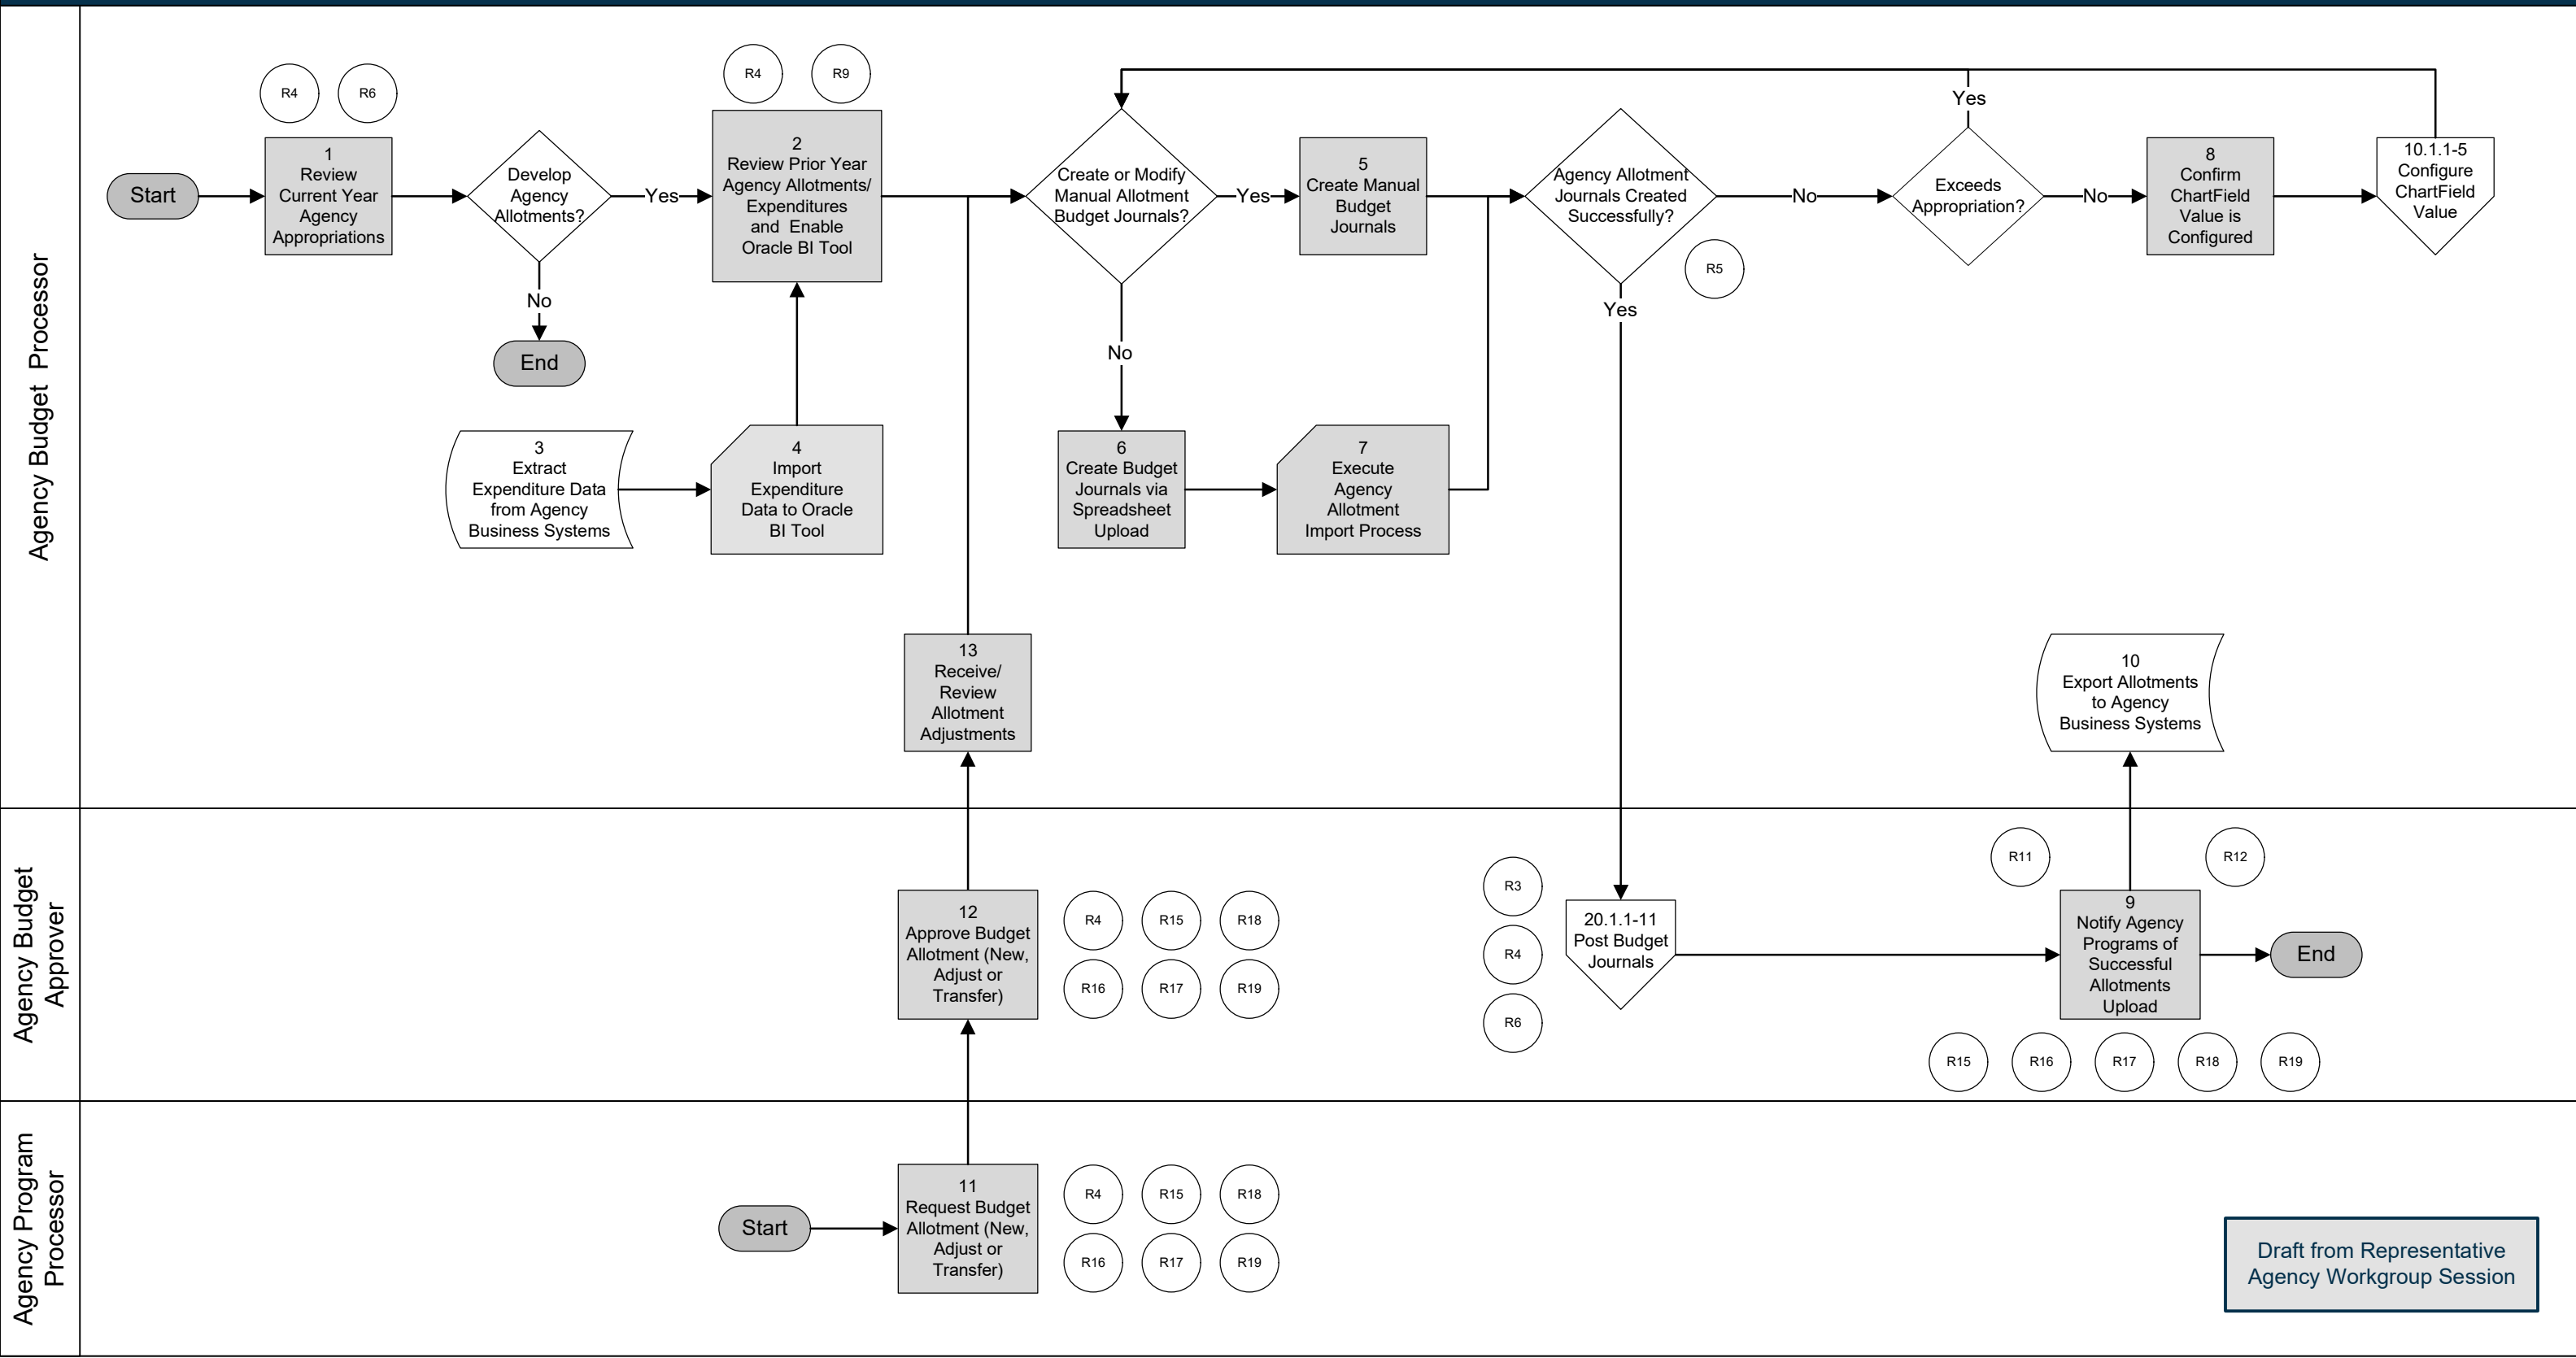 Agency Budget  Processor
R4
R6
Start
1
Review
Current Year
Agency
Appropriations
Develop
Agency
Allotments?
Yes
No
End
R4
R9
2
Review Prior Year
Agency Allotments/
Expenditures
and  Enable
Oracle BI Tool
3
Extract
Expenditure Data
from Agency
Business Systems
4
Import
Expenditure
Data to Oracle
BI Tool
Create or Modify
Manual Allotment
Budget Journals?
Yes
No
5
Create Manual
Budget
Journals
6
Create Budget
Journals via
Spreadsheet
Upload
7
Execute
Agency
Allotment
Import Process
Agency Allotment
Journals Created
Successfully?
R5
No
Yes
Exceeds
Appropriation?
Yes
No
8
Confirm
ChartField
Value is
Configured
10.1.1-5
Configure
ChartField
Value
13
Receive/
Review
Allotment
Adjustments
10
Export Allotments
to Agency
Business Systems
Agency Budget
Approver
12
Approve Budget
Allotment (New,
Adjust or
Transfer)
R4
R15
R18
R16
R17
R19
R3
R4
R6
20.1.1-11
Post Budget
Journals
R11
R12
9
Notify Agency
Programs of
Successful
Allotments
Upload
End
R15
R16
R17
R18
R19
Agency Program
Processor
Start
11
Request Budget
Allotment (New,
Adjust or
Transfer)
R4
R15
R18
R16
R17
R19
Draft from Representative
Agency Workgroup Session